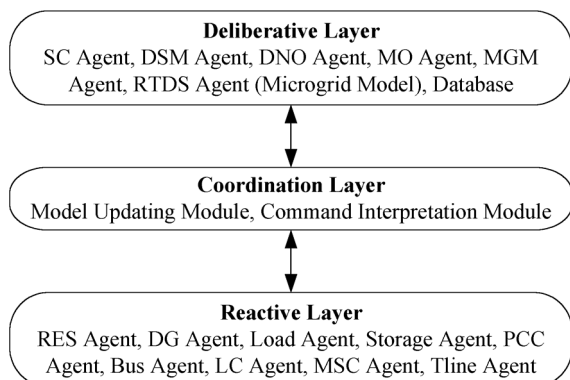 Deliberative Layer
SC Agent, DSM Agent, DNO Agent, MO Agent, MGM
Agent, RTDS Agent (Microgrid Model), Database
Coordination Layer
Model Updating Module, Command Interpretation Module
Reactive Layer
RES Agent, DG Agent, Load Agent, Storage Agent, PCC
Agent, Bus Agent, LC Agent, MSC Agent, Tline Agent